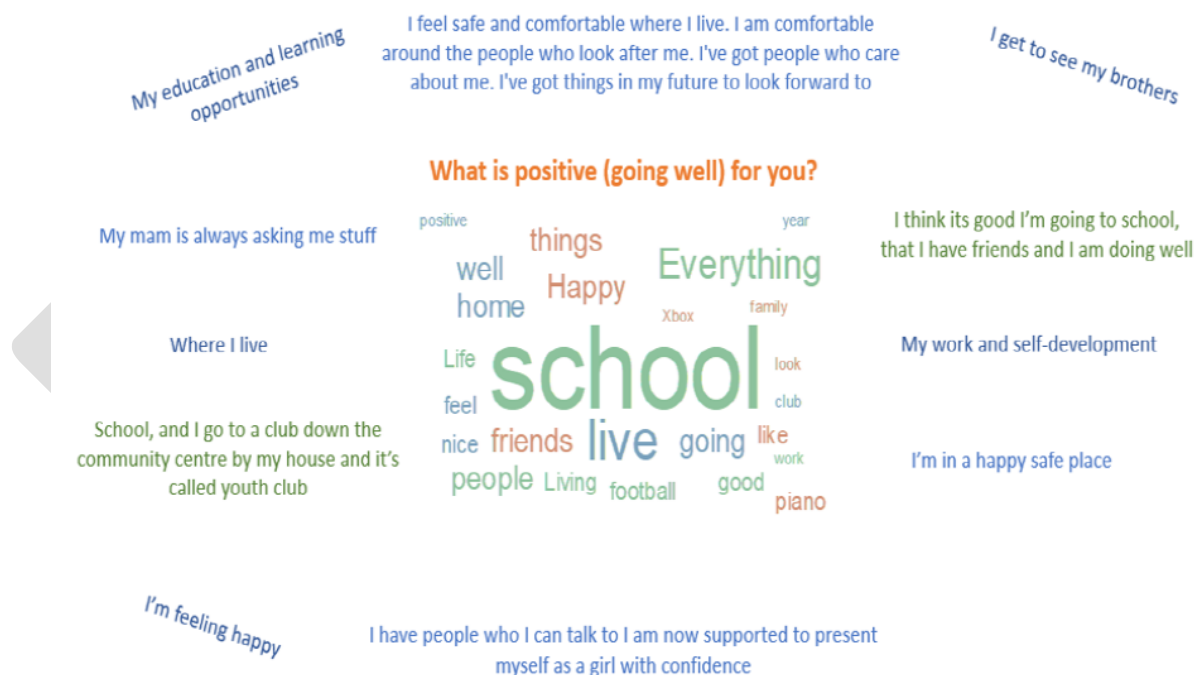 My education and learning
opportunities
I feel safe and comfortable where I live. I am comfortable
around the people who look after me. I've got people who care
about me. I've got things in my future to look forward to
I get to see my brothers
What is positive (going well) for you?
My mam is always asking me stuff
positive
year
things
well
Everything
Happy
home
Xbox
family
I think its good I’m going to school,
that I have friends and I am doing well
Where I live
Life
school
look
feel
club
My work and self-development
School, and I go to a club down the
community centre by my house and it’s
called youth club
nice
friends
live
going
like
work
people
Living
football
good
piano
I’m in a happy safe place
I’m feeling happy
I have people who I can talk to I am now supported to present
myself as a girl with confidence